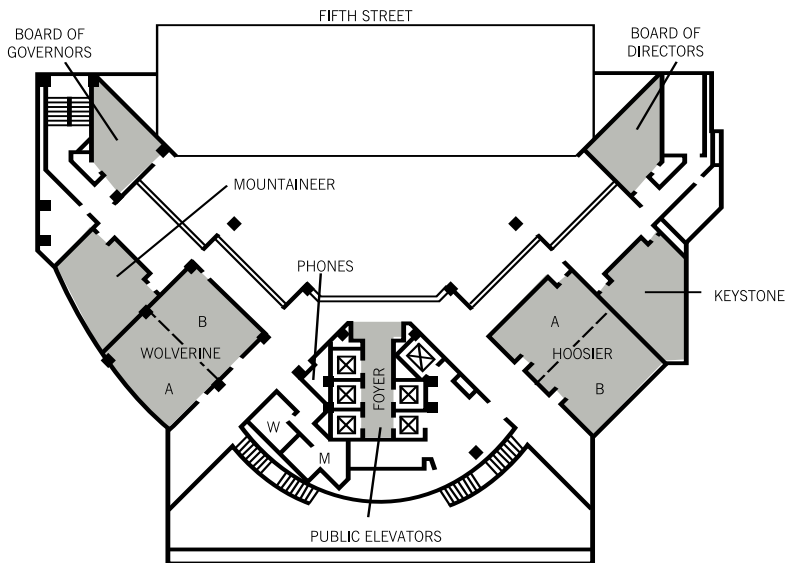 FIFTH STREET
BOARD OF
GOVERNORS
BOARD OF
DIRECTORS
MOUNTAINEER
PHONES
KEYSTONE
B
WOLVERINE
A
A
HOOSIER
B
FOYER
W
M
PUBLIC ELEVATORS